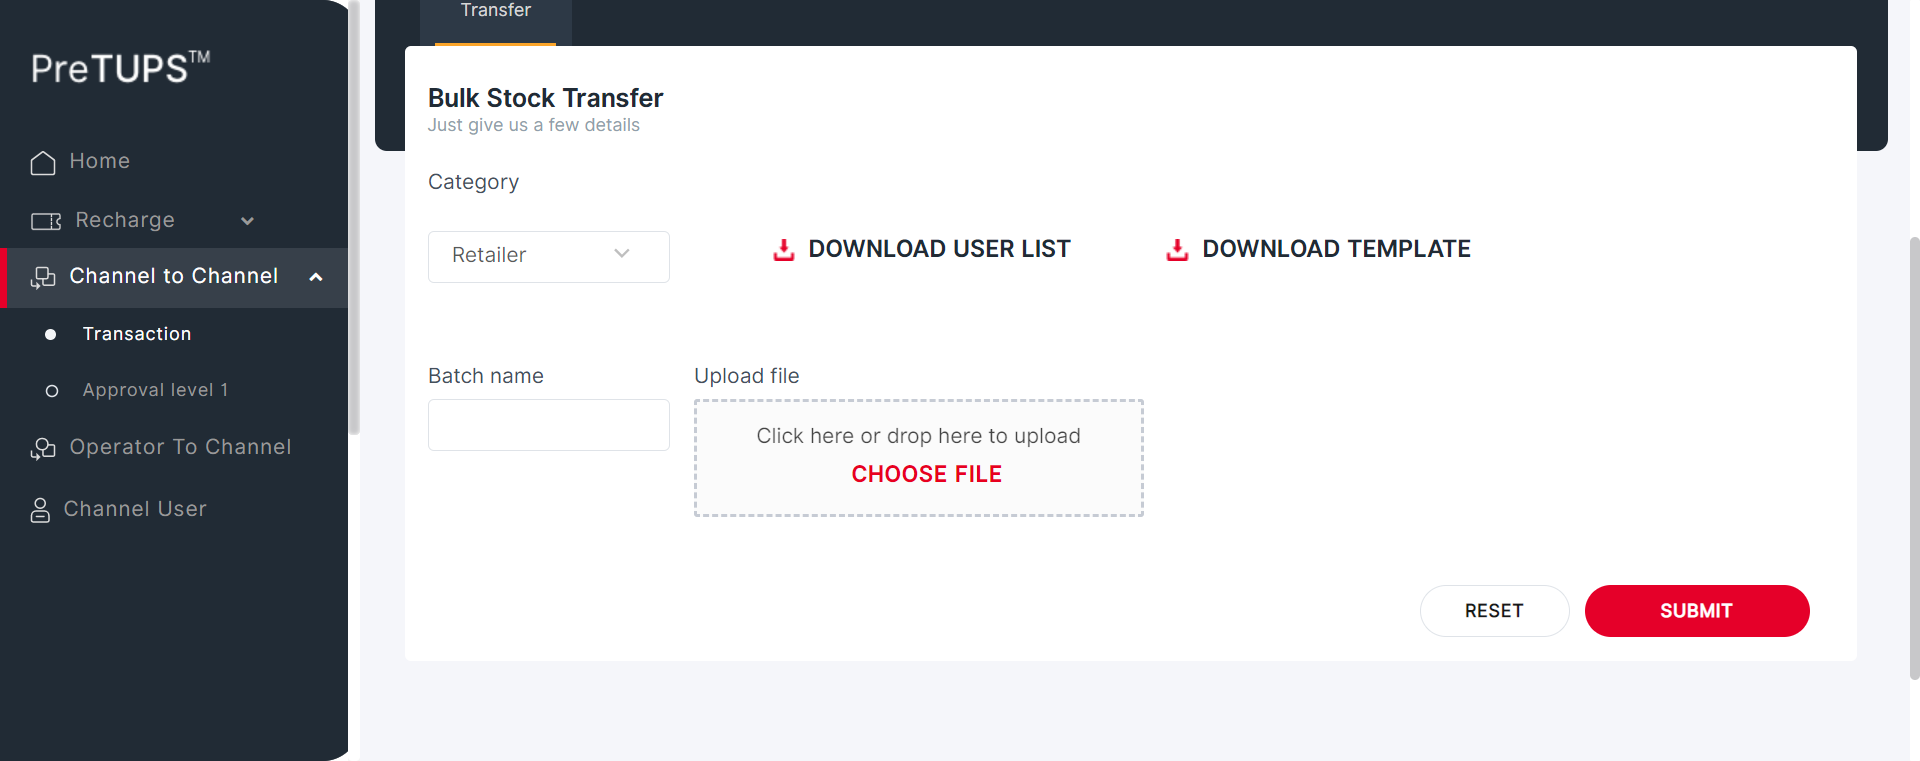 PreTUPS™
Home
Recharge
Channel to Channel
Transaction
Approval level 1
Operator To Channel
Channel User
Transfer
Bulk Stock Transfer
Just give us a few details
Category
Retailer
DOWNLOAD USER LIST
DOWNLOAD TEMPLATE
Batch name
Upload file
Click here or drop here to upload
CHOOSE FILE
RESET
SUBMIT